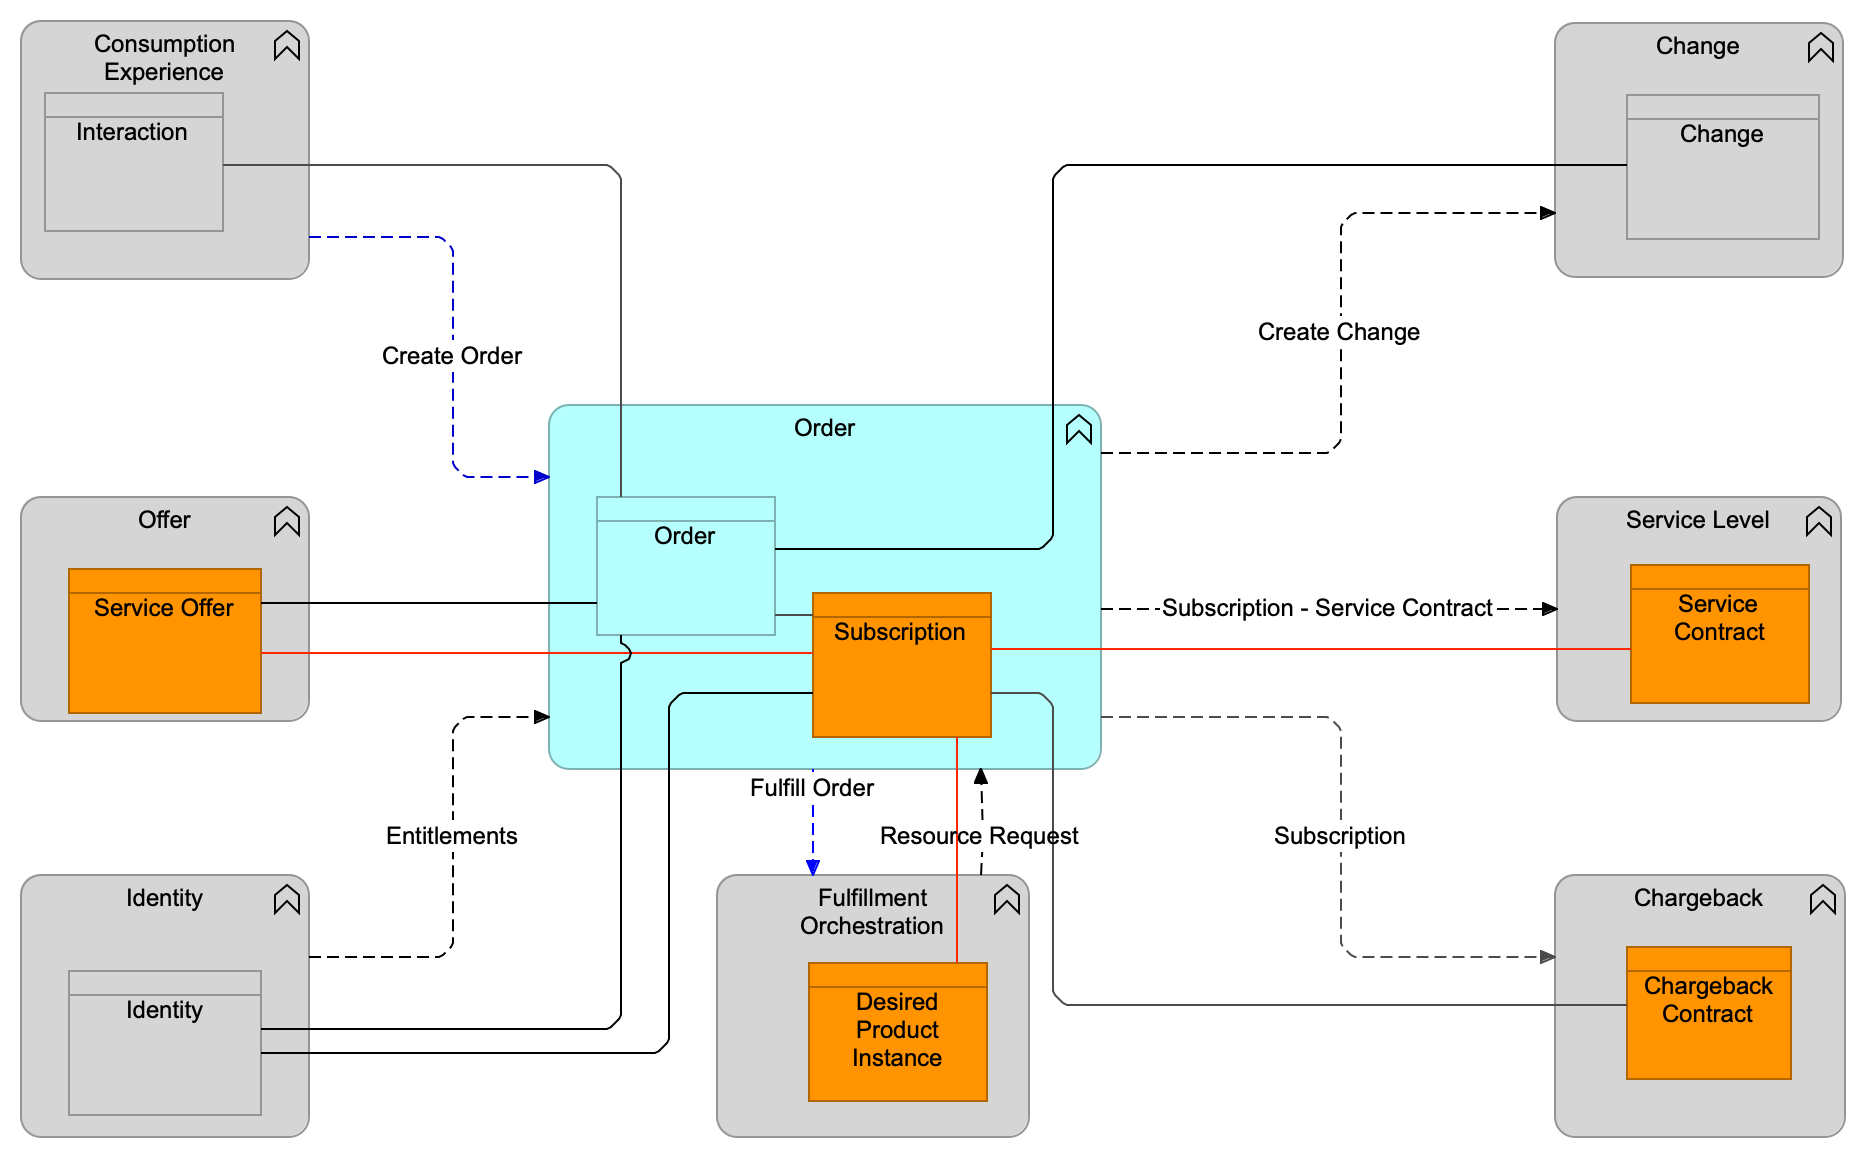 Consumption
Experience
Interaction
Change
Change
Create Change
Create Order
Order
Order
Offer
Service Offer
Subscription
Service Level
Service
Contract
Subscription - Service Contract
Fulfill Order
Resource Request
Entitlements
Subscription
Identity
Identity
Fulfillment
Orchestration
Desired
Product
Instance
Chargeback
Chargeback
Contract